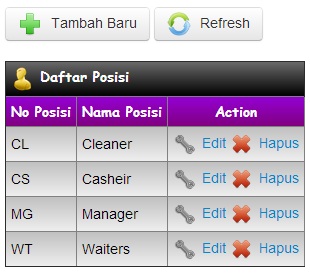 Tambah Baru Refresh
Daftar Posisi
No Posisi Nama Posisi Action
CL Cleaner Edit Hapus
CS Casheir Edit Hapus
MG Manager Edit Hapus
WT Waiters Edit Hapus